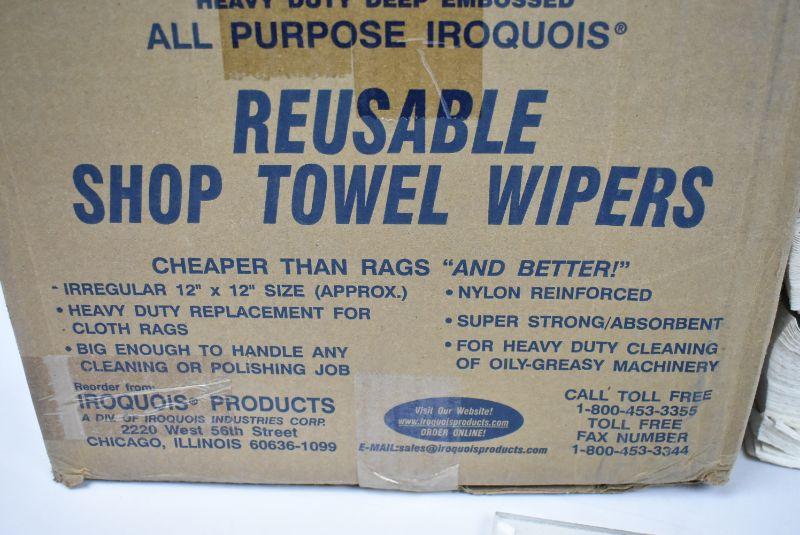 HEAVY DUTY DEEP EMBOSSED
ALL PURPOSE IROQUOIS®
REUSABLE
SHOP TOWEL WIPERS
CHEAPER THAN RAGS "AND BETTER!"
• IRREGULAR 12" x 12" SIZE (APPROX.)
• HEAVY DUTY REPLACEMENT FOR
CLOTH RAGS
• BIG ENOUGH TO HANDLE ANY
CLEANING OR POLISHING JOB
• NYLON REINFORCED
• SUPER STRONG/ABSORBENT
• FOR HEAVY DUTY CLEANING
OF OILY-GREASY MACHINERY
Reorder from:
IROQUOIS® PRODUCTS
A DIV. OF IROQUOIS INDUSTRIES CORP.
2220 West 56th Street
CHICAGO, ILLINOIS 60636-1099
Visit Our Website!
www.iroquoisproducts.com
ORDER ONLINE!
E-MAIL:sales@iroquoisproducts.com
CALL TOLL FREE
1-800-453-3355
TOLL FREE
FAX NUMBER
1-800-453-3344